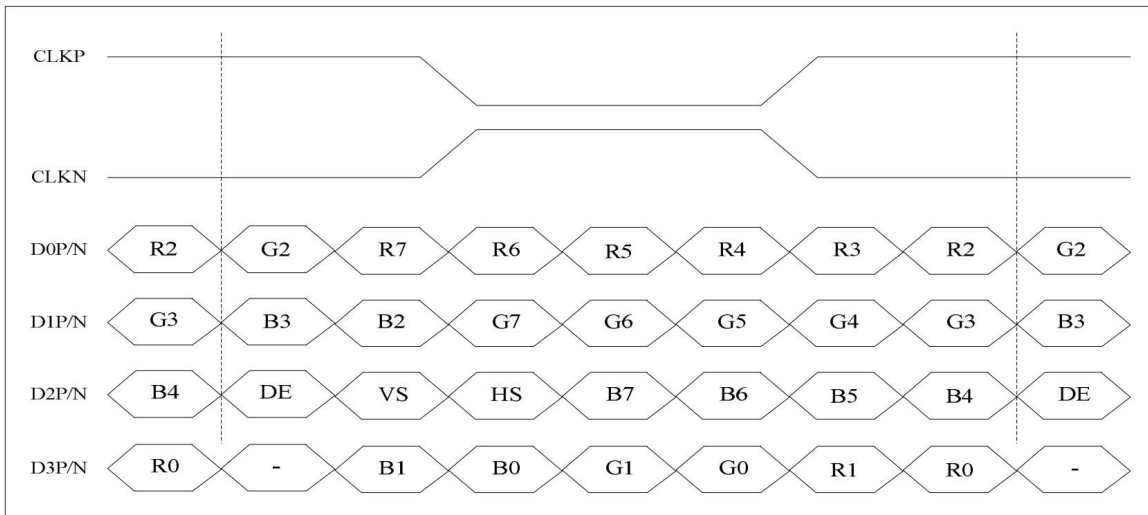 CLKP
CLKN
D0P/N R2 G2 R7 R6 R5 R4 R3 R2 G2
D1P/N G3 B3 B2 G7 G6 G5 G4 G3 B3
D2P/N B4 DE VS HS B7 B6 B5 B4 DE
D3P/N R0 - B1 B0 G1 G0 R1 R0 -